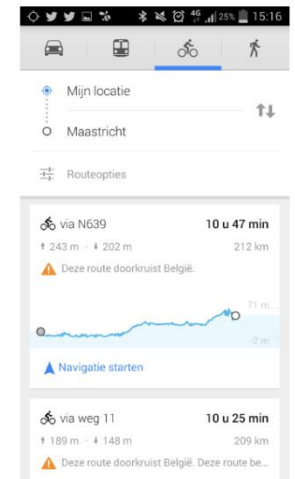 4G 25% 15:16
Mijn locatie
Maastricht
Routeopties
via N639 10 u 47 min
↑ 243 m · ↓ 202 m 212 km
Deze route doorkruist België.
71 m
-2 m
Navigatie starten
via weg 11 10 u 25 min
↑ 189 m · ↓ 148 m 209 km
Deze route doorkruist België. Deze route be...